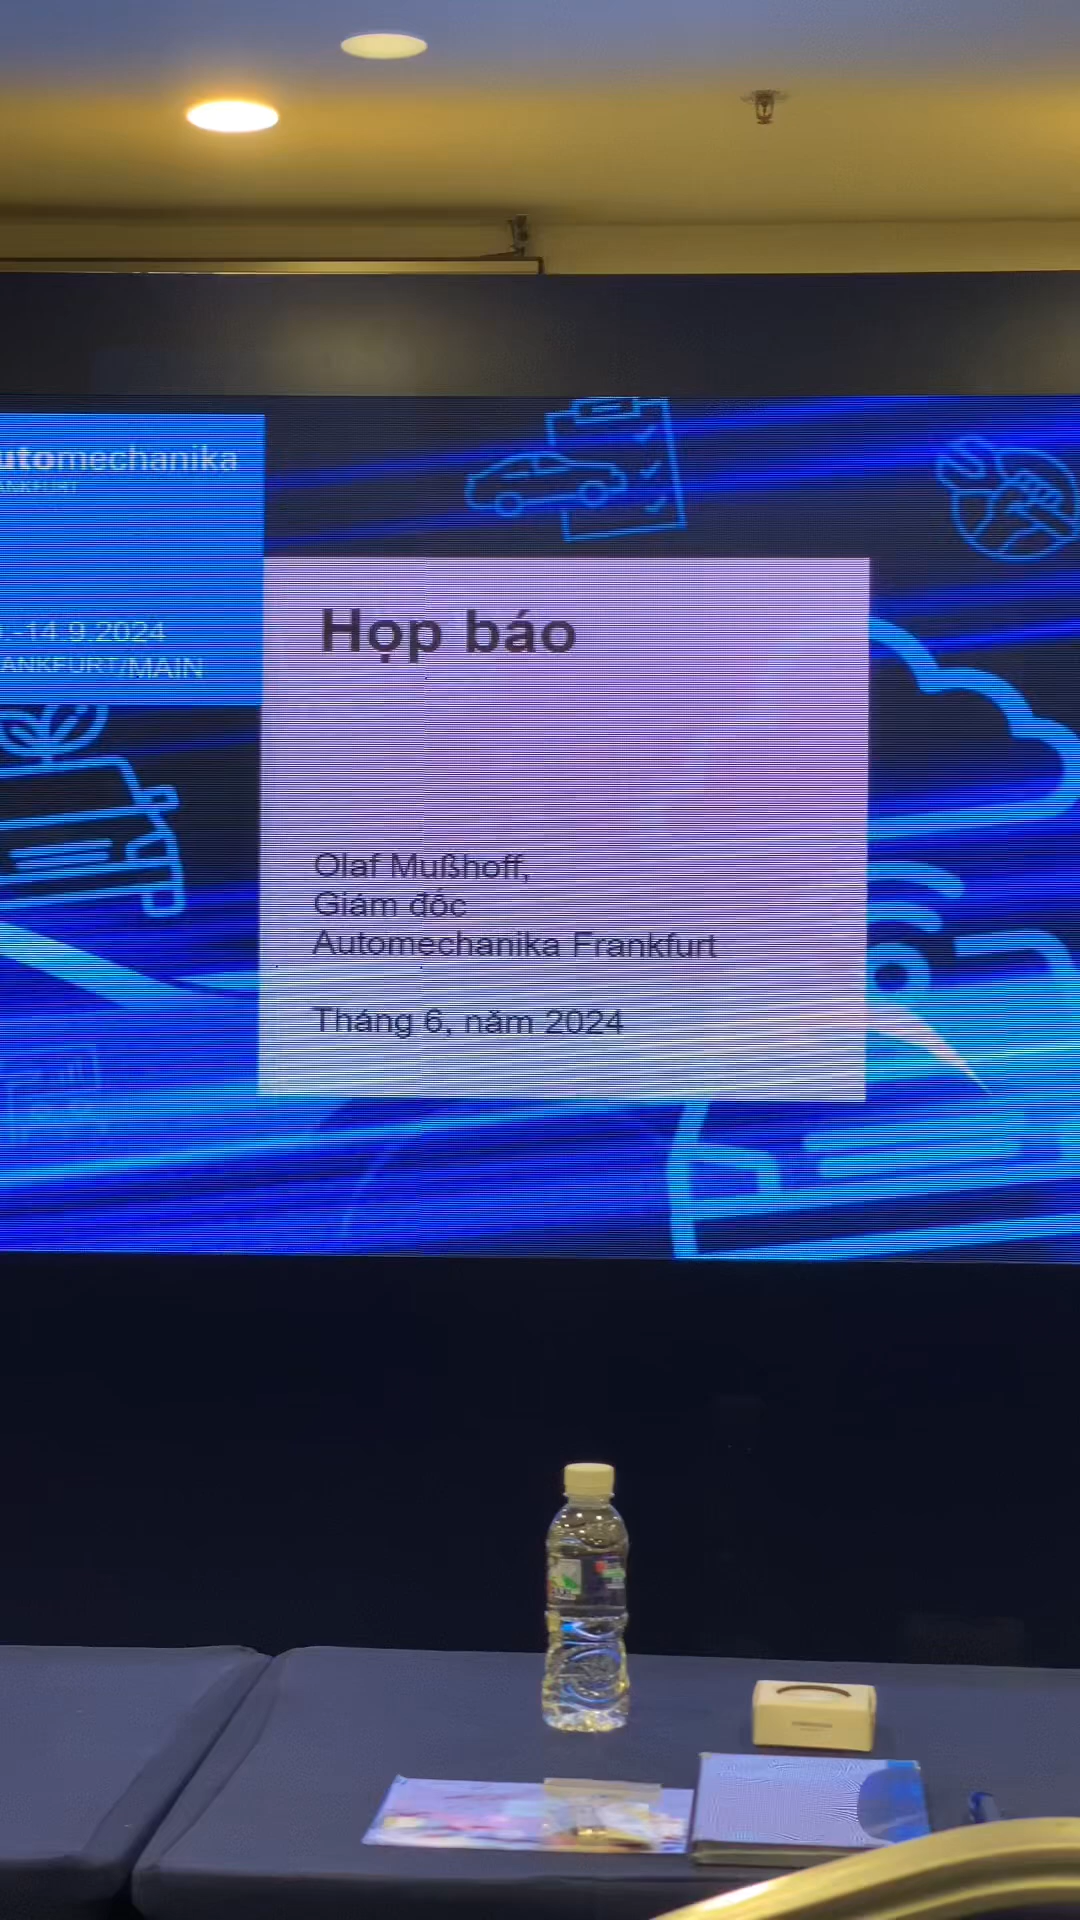 utomechanika
ANKFURT
.-14.9.2024
ANKFURT/MAIN
Họp báo
Olaf Mußhoff,
Giám đốc
Automechanika Frankfurt
Tháng 6, năm 2024